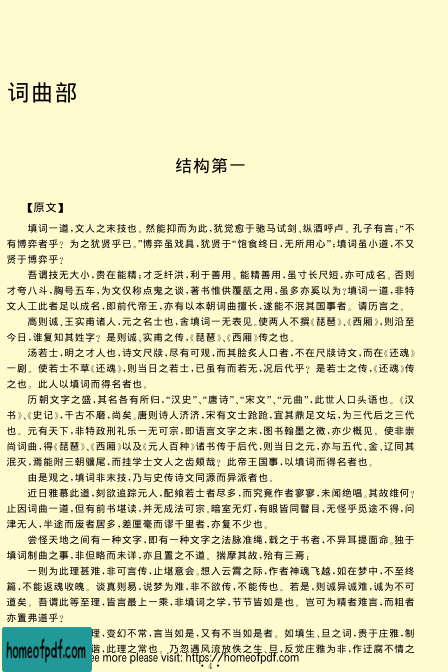 词曲部
结构第一
【原文】
填词一道,文人之末技也。然能抑而为此,犹觉愈于驰马试剑、纵酒呼卢。孔子有言:“不
有博弈者乎?为之犹贤乎已。”博弈虽戏具,犹贤于“饱食终日,无所用心”;填词虽小道,不又
贤于博弈乎?
吾谓技无大小,贵在能精;才乏纤洪,利于善用。能精善用,虽寸长尺短,亦可成名。否则
才夸八斗,胸号五车,为文仅称点鬼之谈,著书惟供覆瓿之用,虽多亦奚以为?填词一道,非特
文人工此者足以成名,即前代帝王,亦有以本朝词曲擅长,遂能不泯其国事者。请历言之。
高则诚、王实甫诸人,元之名士也,舍填词一无表见。使两人不撰《琵琶》、《西厢》,则沿至
今日,谁复知其姓字?是则诚、实甫之传,《琵琶》、《西厢》传之也。
汤若士,明之才人也,诗文尺牍,尽有可观,而其脍炙人口者,不在尺牍诗文,而在《还魂》
一剧。使若士不草《还魂》,则当日之若士,已虽有而若无,况后代乎?是若士之传,《还魂》传
之也。此人以填词而得名者也。
历朝文字之盛,其名各有所归,“汉史”、“唐诗”、“宋文”、“元曲”,此世人口头语也。《汉
书》、《史记》,千古不磨,尚矣。唐则诗人济济,宋有文士跄跄,宜其鼎足文坛,为三代后之三代
也。元有天下,非特政刑礼乐一无可宗,即语言文字之末,图书翰墨之微,亦少概见。使非崇
尚词曲,得《琵琶》、《西厢》以及《元人百种》诸书传于后代,则当日之元,亦与五代、金、辽同其
泯灭,焉能附三朝骥尾,而挂学士文人之齿颊哉?此帝王国事,以填词而得名者也。
由是观之,填词非末技,乃与史传诗文同源而异派者也。
近日雅慕此道,刻欲追踪元人,配飨若士者尽多,而究竟作者寥寥,未闻绝唱。其故维何?
止因词曲一道,但有前书堪读,并无成法可宗。暗室无灯,有眼皆同瞽目,无怪乎觅途不得,问
津无人,半途而废者居多,差厘毫而谬千里者,亦复不少也。
尝怪天地之间有一种文字,即有一种文字之法脉准绳,载之于书者,不异耳提面命。独于
填词制曲之事,非但略而未详,亦且置之不道。揣摩其故,殆有三焉:
一则为此理甚难,非可言传,止堪意会。想入云霄之际,作者神魂飞越,如在梦中,不至终
篇,不能返魂收魄。谈真则易,说梦为难,非不欲传,不能传也。若是,则诚异诚难,诚为不可
道矣。吾谓此等至理,皆言最上一乘,非填词之学,节节皆如是也。岂可为精者难言,而粗者
亦置弗道乎?
理,变幻不常,言当如是,又有不当如是者。如填生、旦之词,贵于庄雅,制
谐,此理之常也。乃忽遇风流放佚之生、旦,反觉庄雅为非,作迂腐不情之
homeofpdf.com
ee more please visit: https://homeofpdf.com
· 4 ·